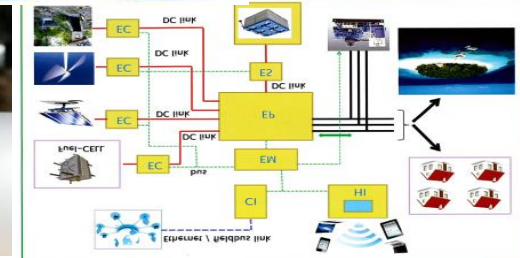 DC link
EC
DC link
EC
ES
DC link
DC link
EC
EP
DC link
Fuel-CELL
EC
EM
bus
CI
HI
Ethernet / fieldbus link